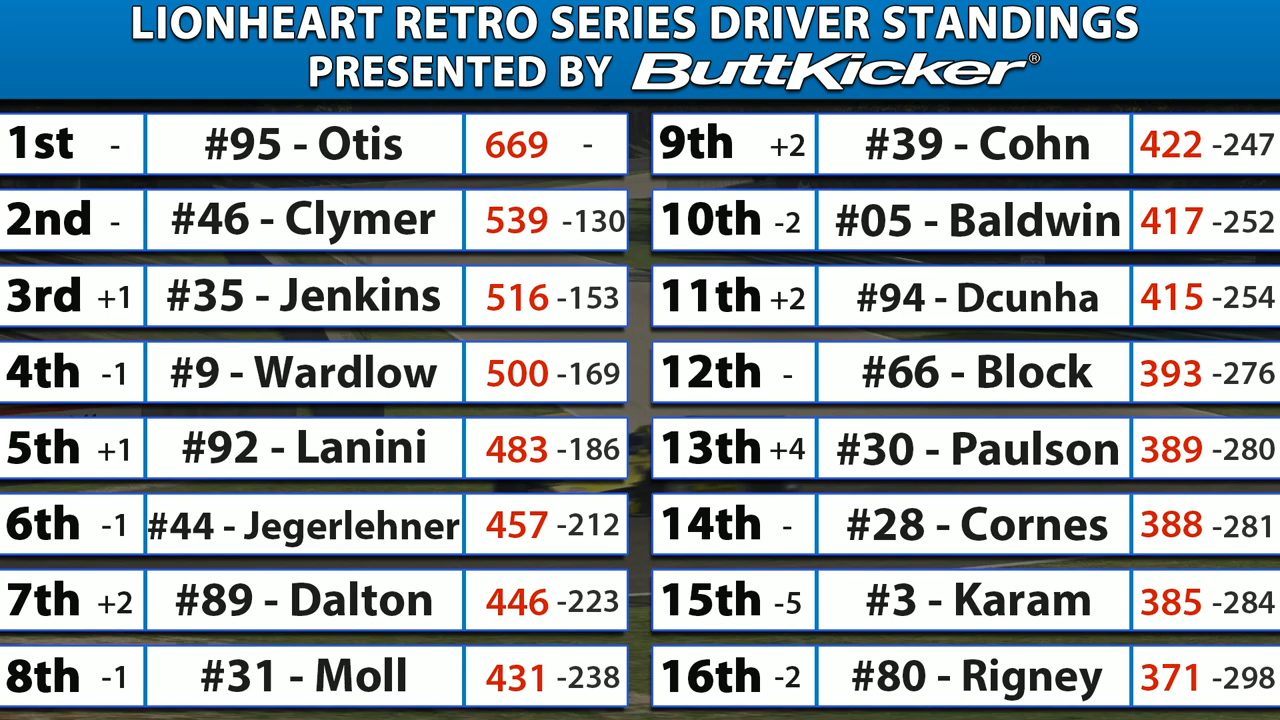 LIONHEART RETRO SERIES DRIVER STANDINGS
PRESENTED BY ButtKicker®
1st - #95 - Otis 669 -
2nd - #46 - Clymer 539 -130
3rd +1 #35 - Jenkins 516 -153
4th -1 #9 - Wardlow 500 -169
5th +1 #92 - Lanini 483 -186
6th -1 #44 - Jegerlehner 457 -212
7th +2 #89 - Dalton 446 -223
8th -1 #31 - Moll 431 -238
9th +2 #39 - Cohn 422 -247
10th -2 #05 - Baldwin 417 -252
11th +2 #94 - Dcunha 415 -254
12th - #66 - Block 393 -276
13th +4 #30 - Paulson 389 -280
14th - #28 - Cornes 388 -281
15th -5 #3 - Karam 385 -284
16th -2 #80 - Rigney 371 -298